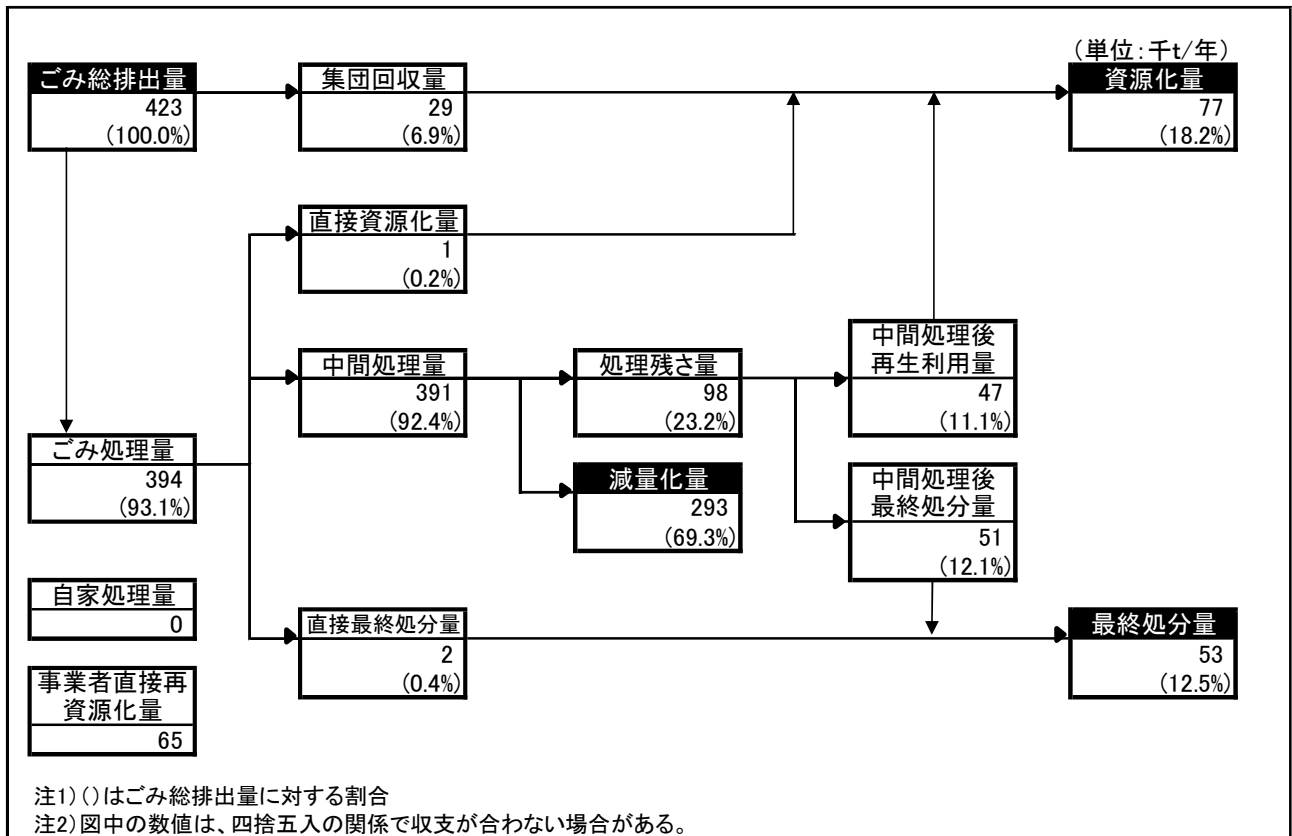 (単位:千t/年)
ごみ総排出量
423
(100.0%)
集団回収量
29
(6.9%)
資源化量
77
(18.2%)
直接資源化量
1
(0.2%)
中間処理量
391
(92.4%)
処理残さ量
98
(23.2%)
中間処理後
再生利用量
47
(11.1%)
ごみ処理量
394
(93.1%)
減量化量
293
(69.3%)
中間処理後
最終処分量
51
(12.1%)
自家処理量
0
直接最終処分量
2
(0.4%)
最終処分量
53
(12.5%)
事業者直接再
資源化量
65
注1)()はごみ総排出量に対する割合
注2)図中の数値は、四捨五入の関係で収支が合わない場合がある。